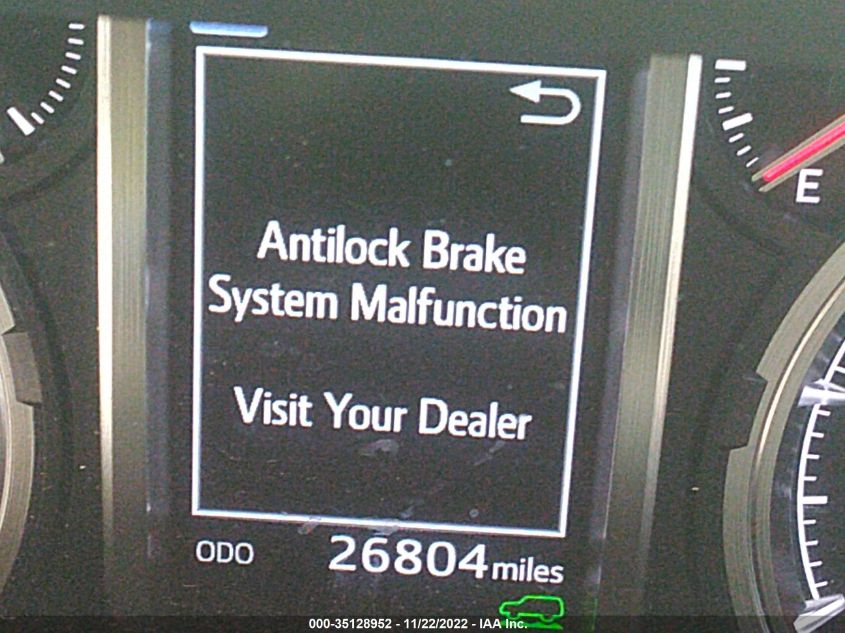 Antilock Brake
System Malfunction
Visit Your Dealer
E
ODO 26804 miles
000-35128952 - 11/22/2022 - IAA Inc.